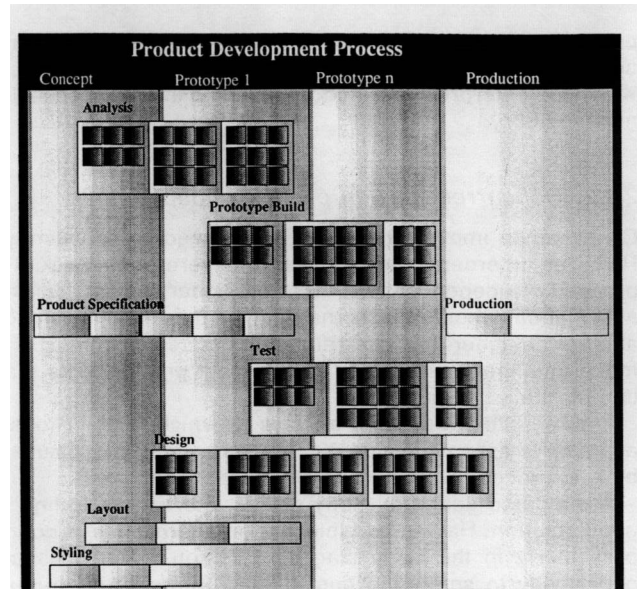 Product Development Process
Concept Prototype 1 Prototype n Production
Analysis
Prototype Build
Product Specification Production
Test
Design
Layout
Styling